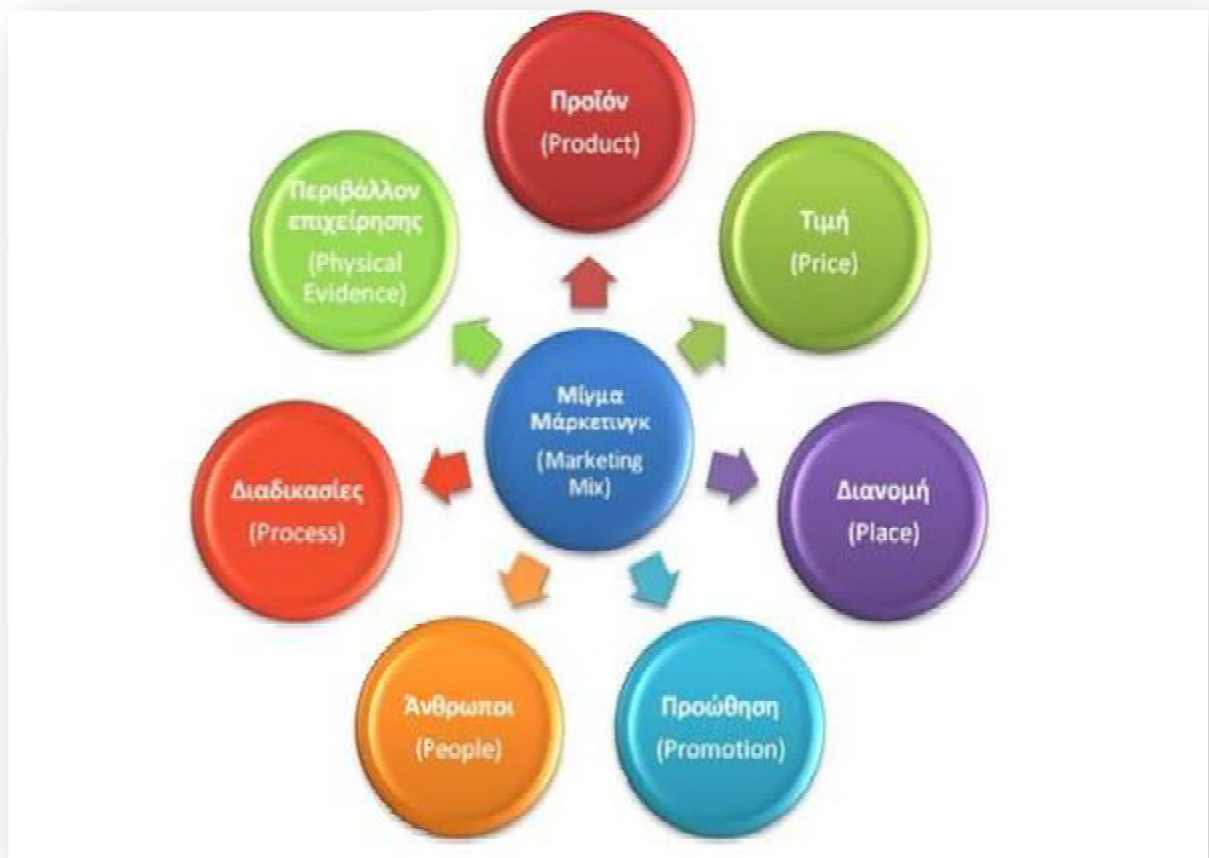 Προϊόν
(Product)
Τιμή
(Price)
Διανομή
(Place)
Προώθηση
(Promotion)
Άνθρωποι
(People)
Διαδικασίες
(Process)
Περιβάλλον
επιχείρησης
(Physical
Evidence)
Μίγμα
Μάρκετινγκ
(Marketing
Mix)